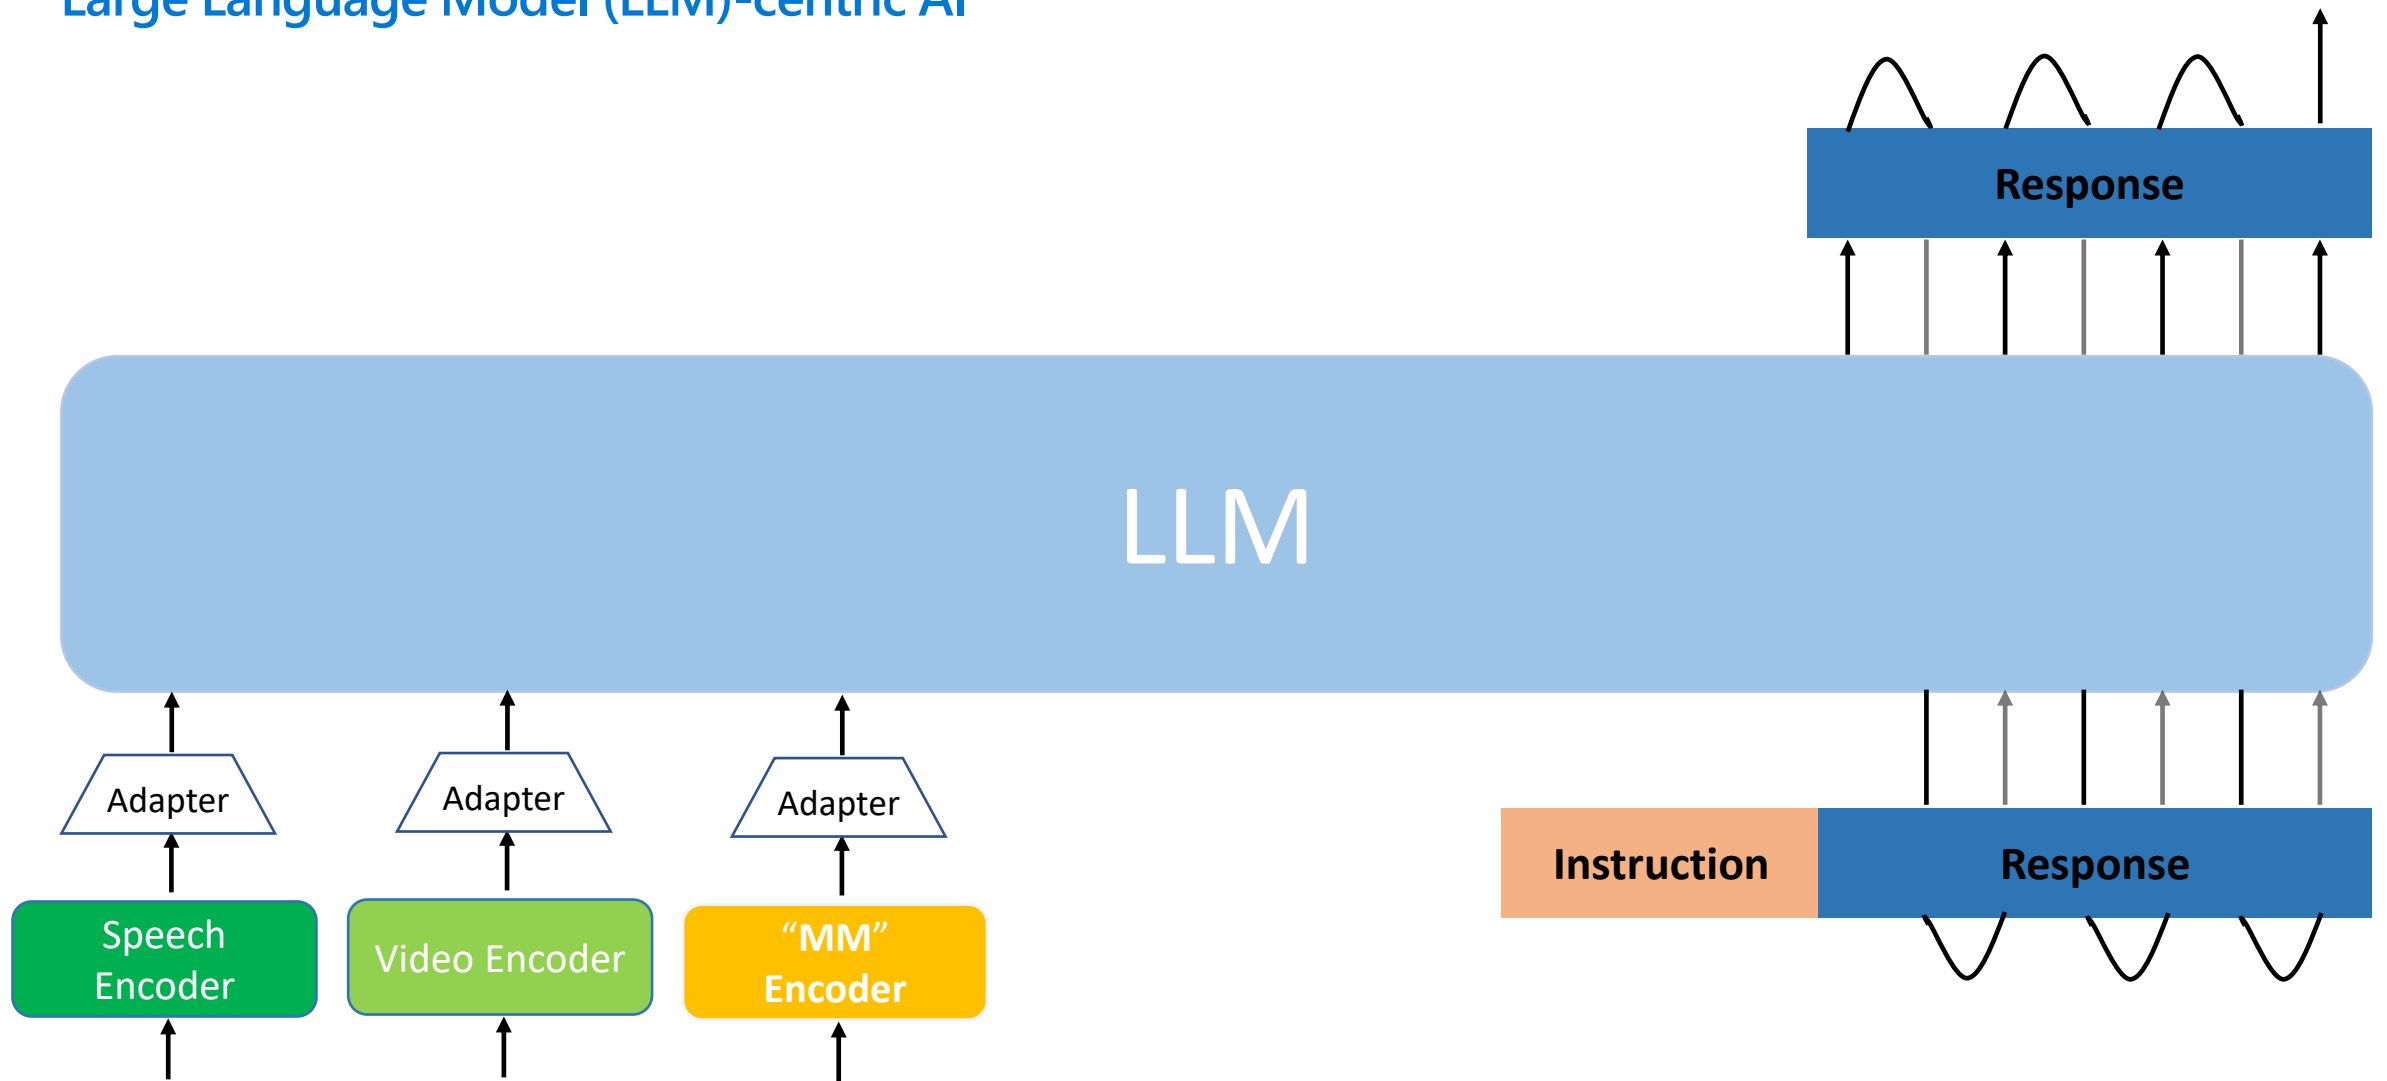 Large Language Model (LLM)-centric AI
Response
LLM
Adapter
Adapter
Adapter
Instruction
Response
Speech
Encoder
Video Encoder
“MM”
Encoder